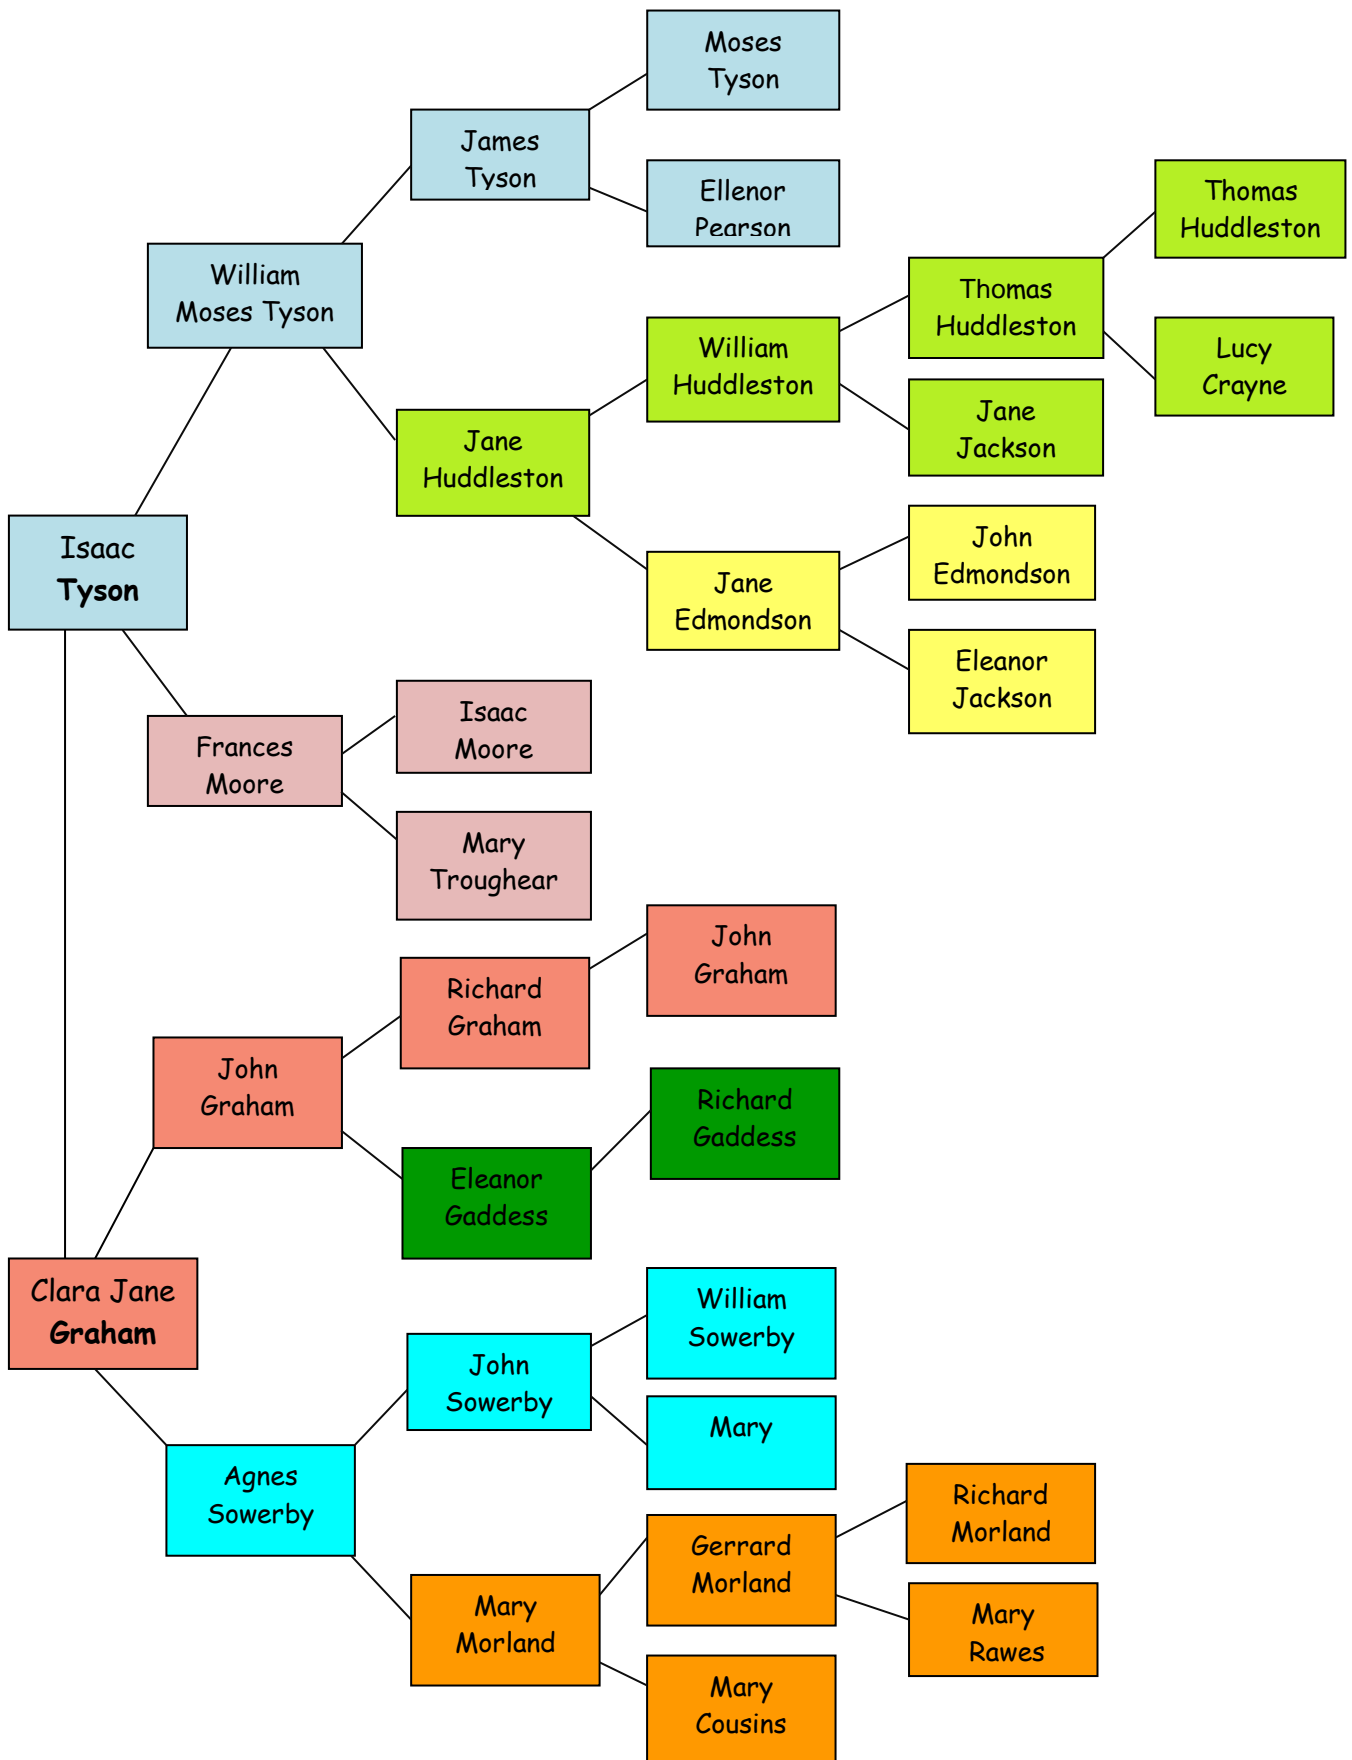 Moses
Tyson
James
Tyson
Ellenor
Pearson
Thomas
Huddleston
William
Moses Tyson
Thomas
Huddleston
William
Huddleston
Lucy
Crayne
Jane
Jackson
Jane
Huddleston
John
Edmondson
Isaac
Tyson
Jane
Edmondson
Eleanor
Jackson
Isaac
Moore
Frances
Moore
Mary
Troughear
John
Graham
Richard
Graham
John
Graham
Richard
Gaddess
Eleanor
Gaddess
Clara Jane
Graham
William
Sowerby
John
Sowerby
Mary
Agnes
Sowerby
Richard
Morland
Gerrard
Morland
Mary
Morland
Mary
Rawes
Mary
Cousins